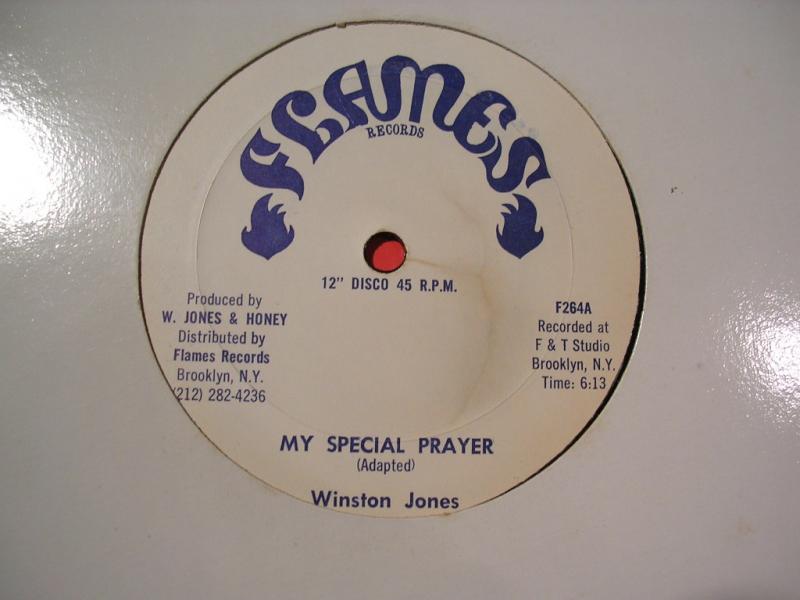 FLAMES
RECORDS
12" DISCO 45 R.P.M.
Produced by
W. JONES & HONEY
Distributed by
Flames Records
Brooklyn, N.Y.
(212) 282-4236
F264A
Recorded at
F & T Studio
Brooklyn, N.Y.
Time: 6:13
MY SPECIAL PRAYER
(Adapted)
Winston Jones